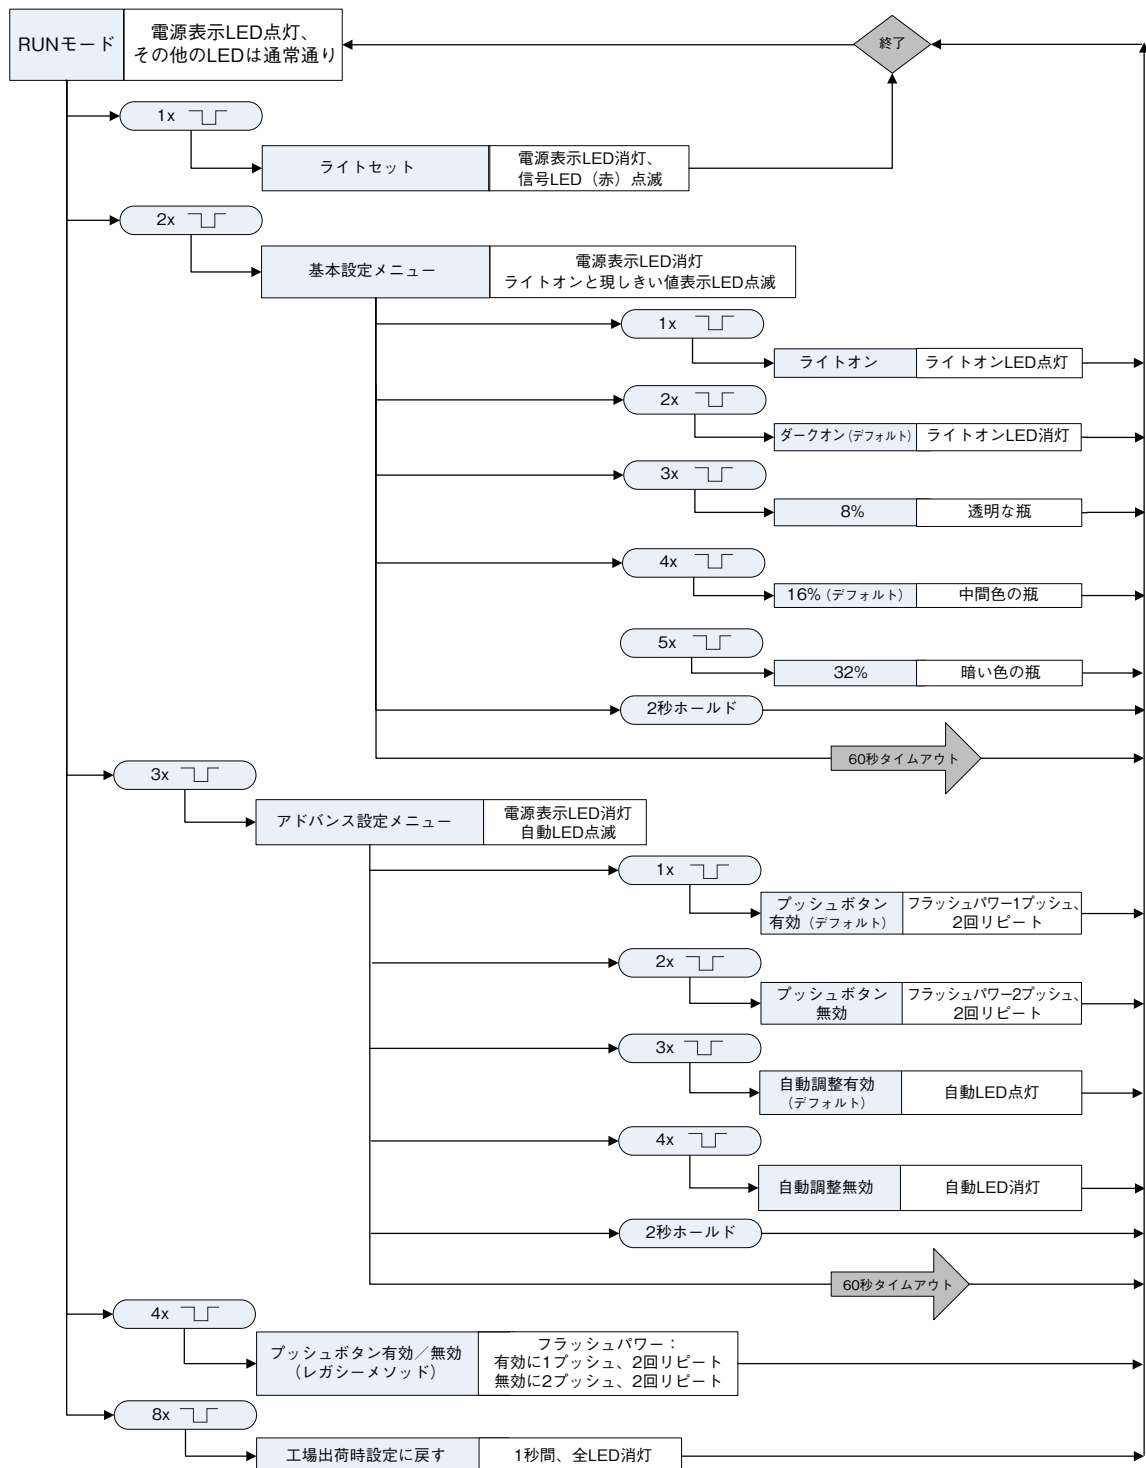 RUNモード
電源表示LED点灯、
その他のLEDは通常通り
終了
1x
ライトセット
電源表示LED消灯、
信号LED（赤）点滅
2x
基本設定メニュー
電源表示LED消灯
ライトオンと現しきい値表示LED点滅
1x
ライトオン
ライトオンLED点灯
2x
ダークオン（デフォルト）
ライトオンLED消灯
3x
8%
透明な瓶
4x
16%（デフォルト）
中間色の瓶
5x
32%
暗い色の瓶
2秒ホールド
60秒タイムアウト
3x
アドバンス設定メニュー
電源表示LED消灯
自動LED点滅
1x
プッシュボタン
有効（デフォルト）
フラッシュパワー1プッシュ、
2回リピート
2x
プッシュボタン
無効
フラッシュパワー2プッシュ、
2回リピート
3x
自動調整有効
（デフォルト）
自動LED点灯
4x
自動調整無効
自動LED消灯
2秒ホールド
60秒タイムアウト
4x
プッシュボタン有効／無効
（レガシーメソッド）
フラッシュパワー：
有効に1プッシュ、2回リピート
無効に2プッシュ、2回リピート
8x
工場出荷時設定に戻す
1秒間、全LED消灯